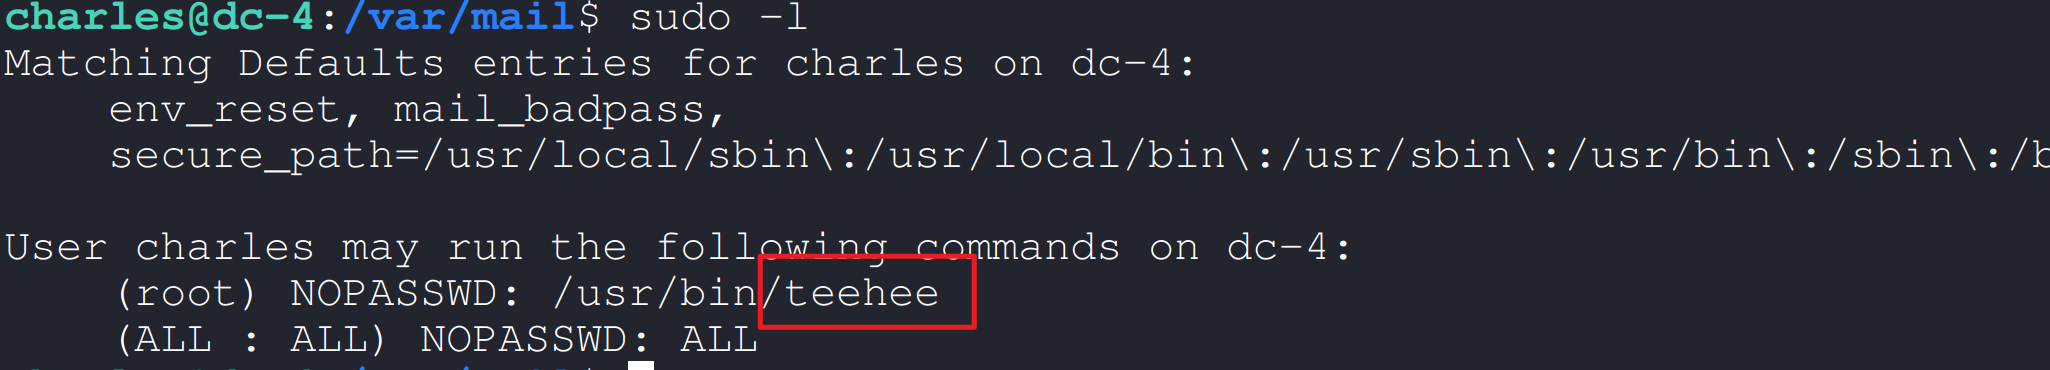 charles@dc-4:/var/mail$ sudo -l
Matching Defaults entries for charles on dc-4:
    env_reset, mail_badpass,
    secure_path=/usr/local/sbin\:/usr/local/bin\:/usr/sbin\:/usr/bin\:/sbin\:/b
User charles may run the following commands on dc-4:
    (root) NOPASSWD: /usr/bin/teehee
    (ALL : ALL) NOPASSWD: ALL